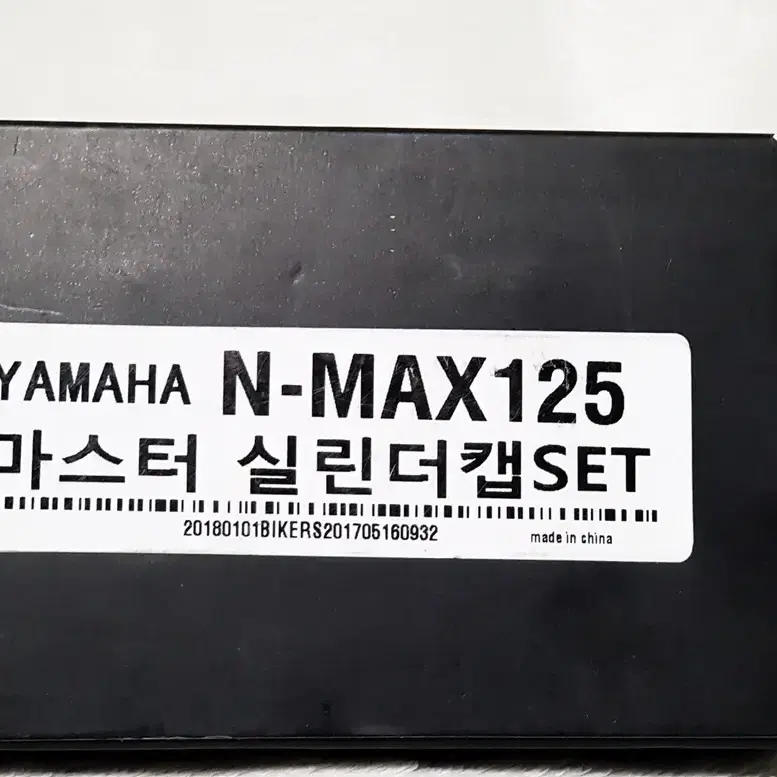 YAMAHA N-MAX125
마스터 실린더캡SET
20180101BIKERS201705160932
made in china